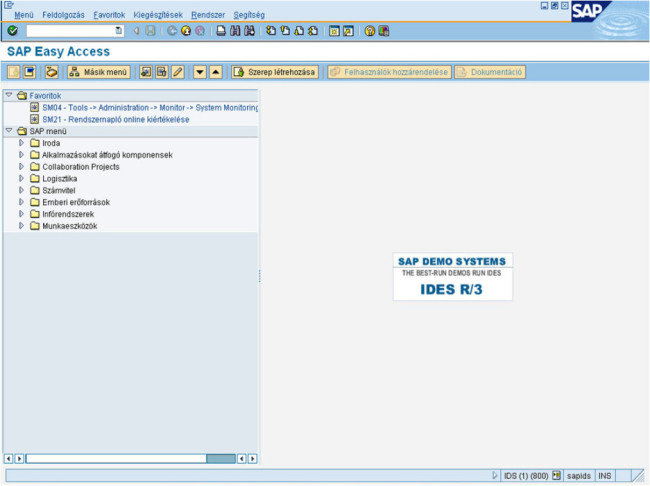 Menü Feldolgozás Favoritok Kiegészítések Rendszer Segítség
SAP
SAP Easy Access
Másik menü Szerep létrehozása Felhasználók hozzárendelése Dokumentáció
Favoritok
SM04 - Tools -> Administration -> Monitor -> System Monitoring
SM21 - Rendszernapló online kiértékelése
SAP menü
Iroda
Alkalmazásokat átfogó komponensek
Collaboration Projects
Logisztika
Számvitel
Emberi erőforrások
Infórendszerek
Munkaeszközök
SAP DEMO SYSTEMS
THE BEST-RUN DEMOS RUN IDES
IDES R/3
IDS (1) (800) sapids INS